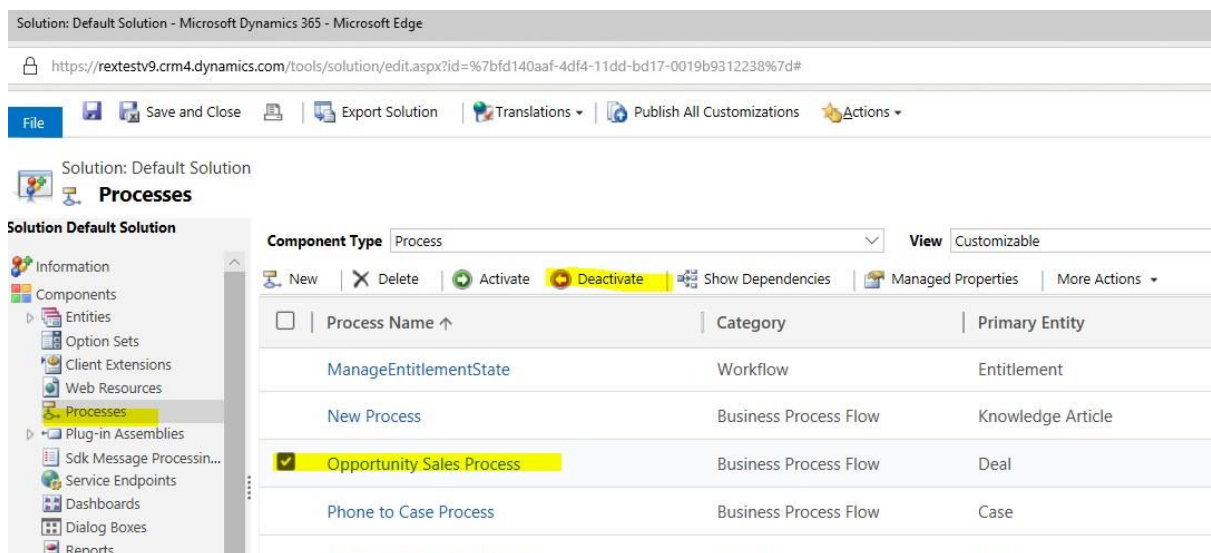 Solution: Default Solution - Microsoft Dynamics 365 - Microsoft Edge
https://rextestv9.crm4.dynamics.com/tools/solution/edit.aspx?id=%7bfd140aaf-4df4-11dd-bd17-0019b9312238%7d#
File Save and Close Export Solution Translations Publish All Customizations Actions
Solution: Default Solution
Processes
Solution Default Solution
Component Type Process View Customizable
Information
New Delete Activate Deactivate Show Dependencies Managed Properties More Actions
Components
Entities
Process Name Category Primary Entity
Option Sets
Client Extensions
ManageEntitlementState Workflow Entitlement
Web Resources
Processes
New Process Business Process Flow Knowledge Article
Plug-in Assemblies
Sdk Message Processin...
Opportunity Sales Process Business Process Flow Deal
Service Endpoints
Dashboards
Phone to Case Process Business Process Flow Case
Dialog Boxes
Reports